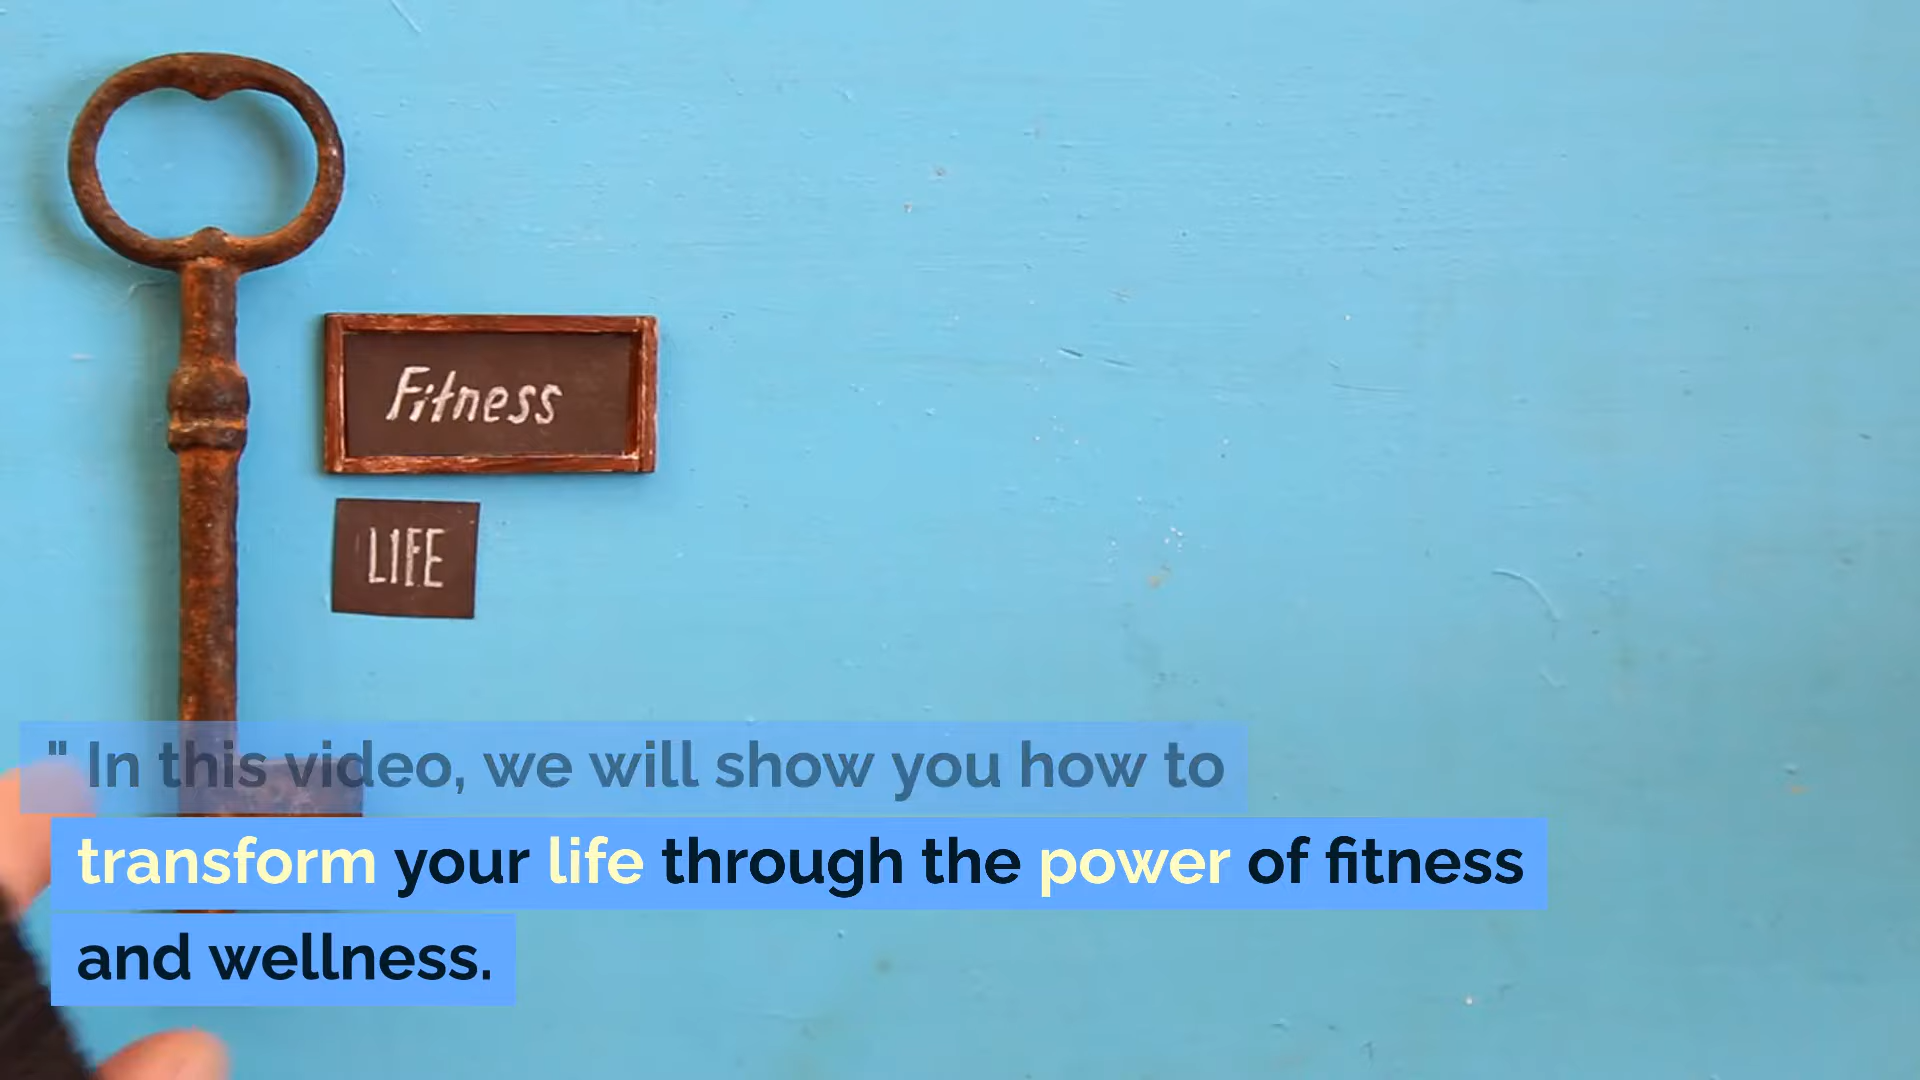 Fitness
LIFE
" In this video, we will show you how to
transform your life through the power of fitness
and wellness.